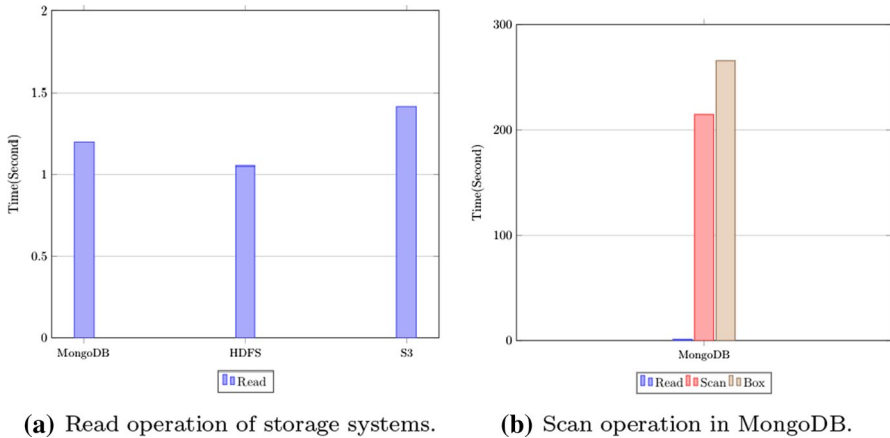 2
1.5
1
0.5
0
Time(Second)
MongoDB HDFS S3
Read
(a) Read operation of storage systems.
300
200
100
0
Time(Second)
MongoDB
Read Scan Box
(b) Scan operation in MongoDB.